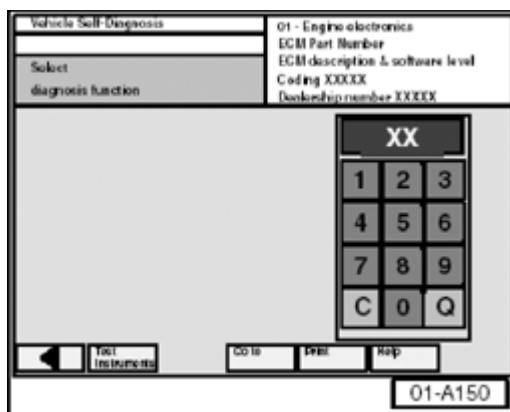 Vehicle Self-Diagnosis
Select
diagnosis function
01 - Engine electronics
ECM Part Number
ECM description & software level
Coding XXXXX
Dealership number XXXXX
XX
1 2 3
4 5 6
7 8 9
C 0 Q
Test
Instruments
Go to
Print
Help
01-A150